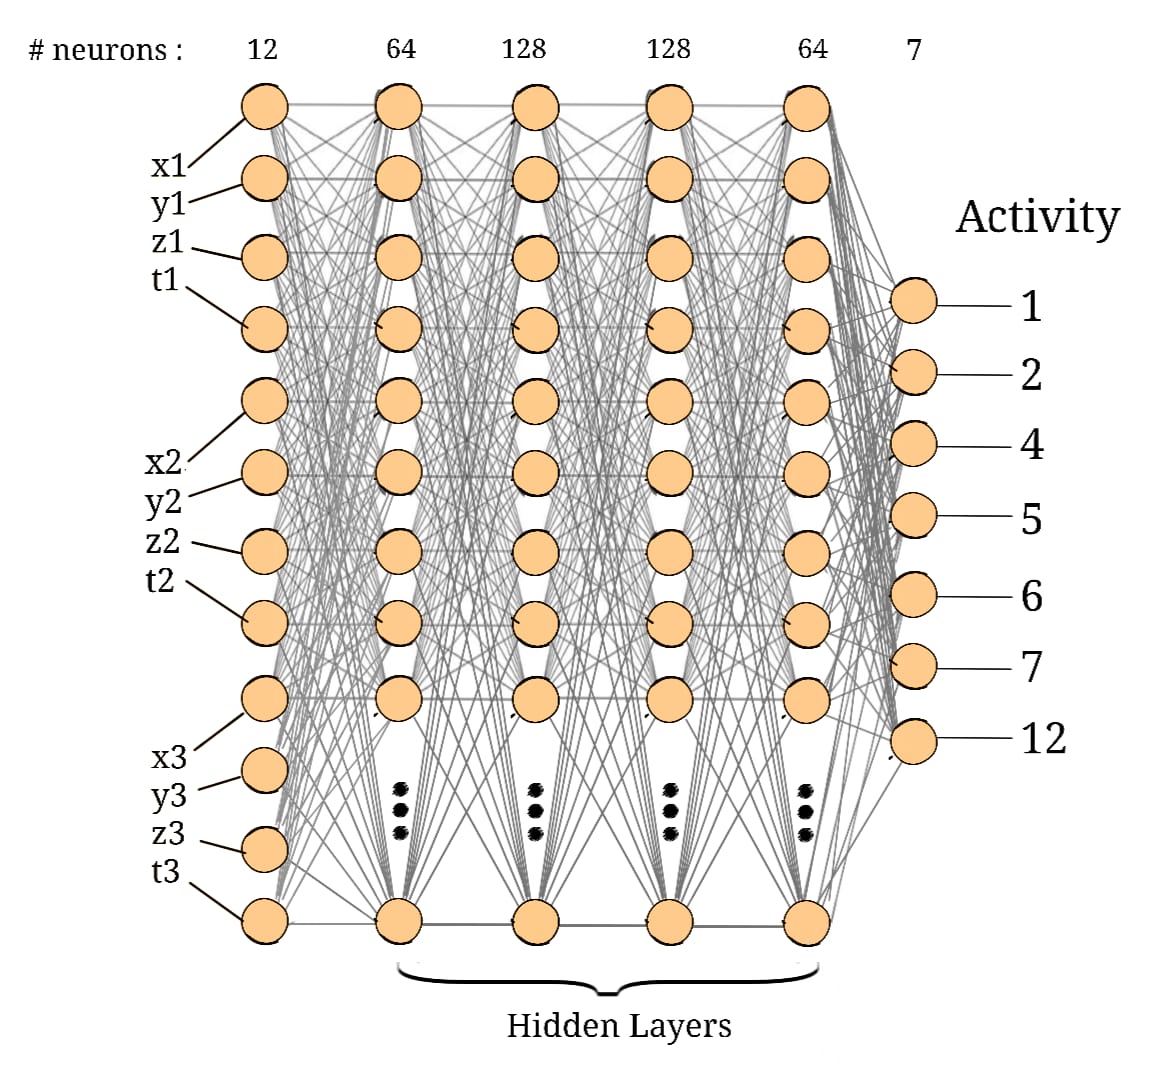 # neurons : 12 64 128 128 64 7
x1
y1
z1
t1
x2
y2
z2
t2
x3
y3
z3
t3
Activity
1
2
4
5
6
7
12
Hidden Layers